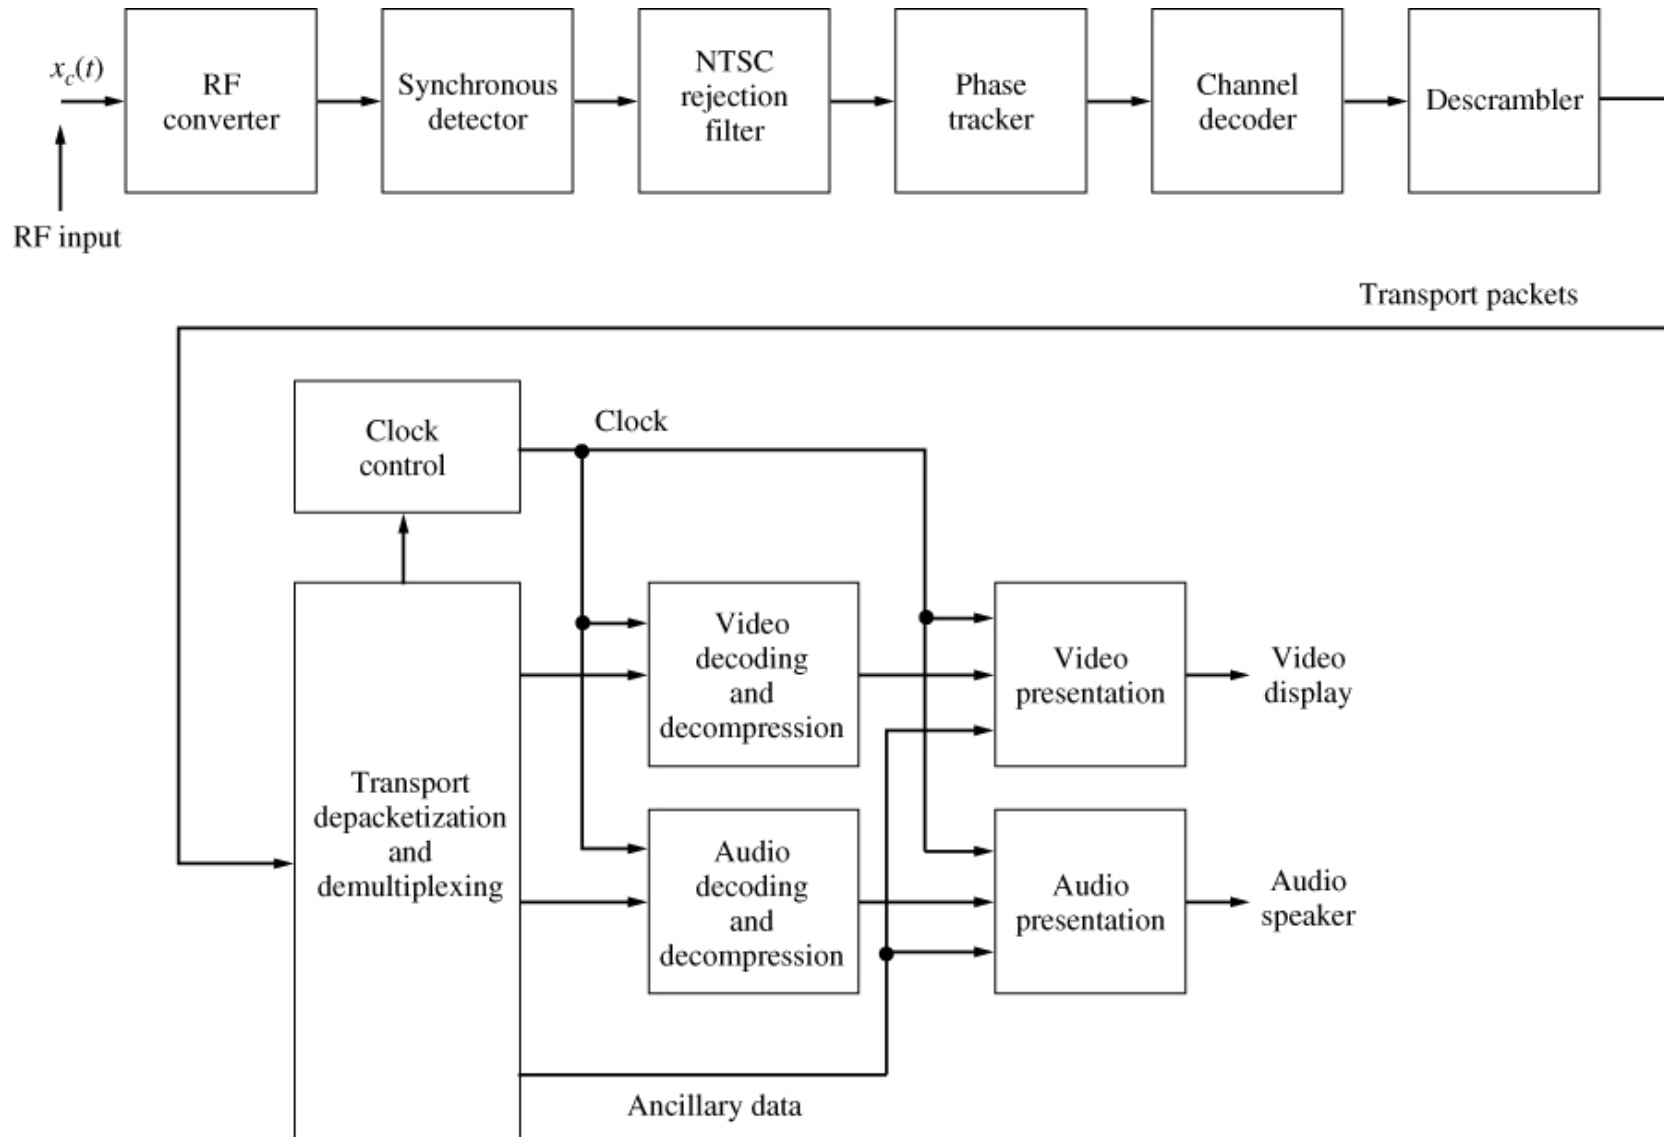 x_c(t)
RF input
RF
converter
Synchronous
detector
NTSC
rejection
filter
Phase
tracker
Channel
decoder
Descrambler
Transport packets
Clock
control
Clock
Transport
depacketization
and
demultiplexing
Video
decoding
and
decompression
Video
presentation
Video
display
Audio
decoding
and
decompression
Audio
presentation
Audio
speaker
Ancillary data